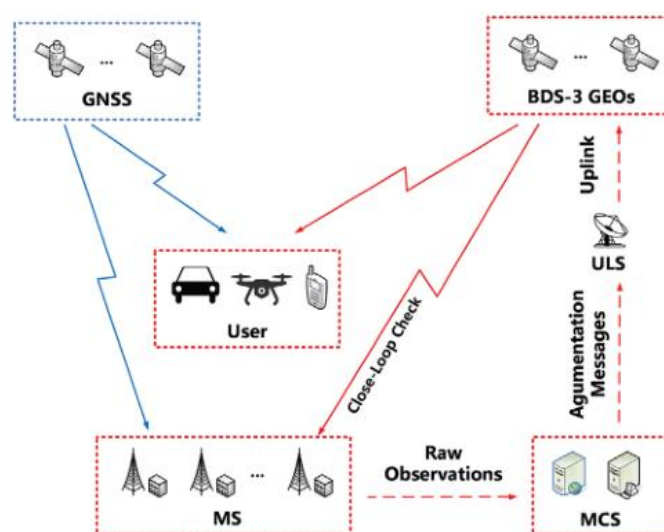 ...
GNSS
...
BDS-3 GEOs
Uplink
ULS
User
Close-Loop Check
Agumentation
Messages
...
MS
Raw
Observations
MCS